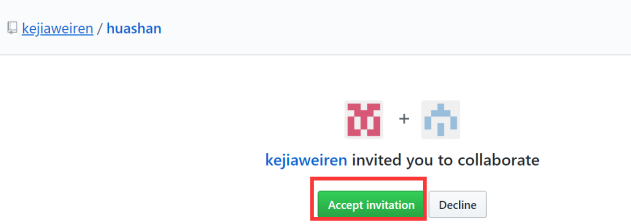 kejiaweiren / huashan
+
kejiaweiren invited you to collaborate
Accept invitation Decline